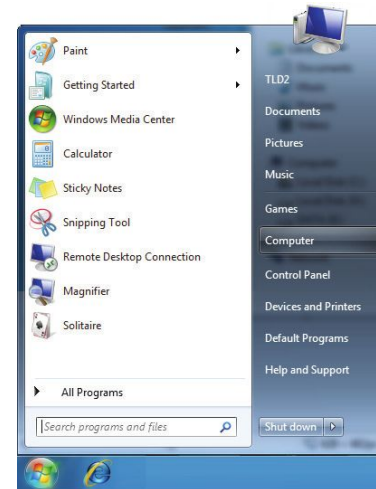 Paint
Getting Started
Windows Media Center
Calculator
Sticky Notes
Snipping Tool
Remote Desktop Connection
Magnifier
Solitaire
All Programs
Search programs and files
TLD2
Documents
Pictures
Music
Games
Computer
Control Panel
Devices and Printers
Default Programs
Help and Support
Shut down